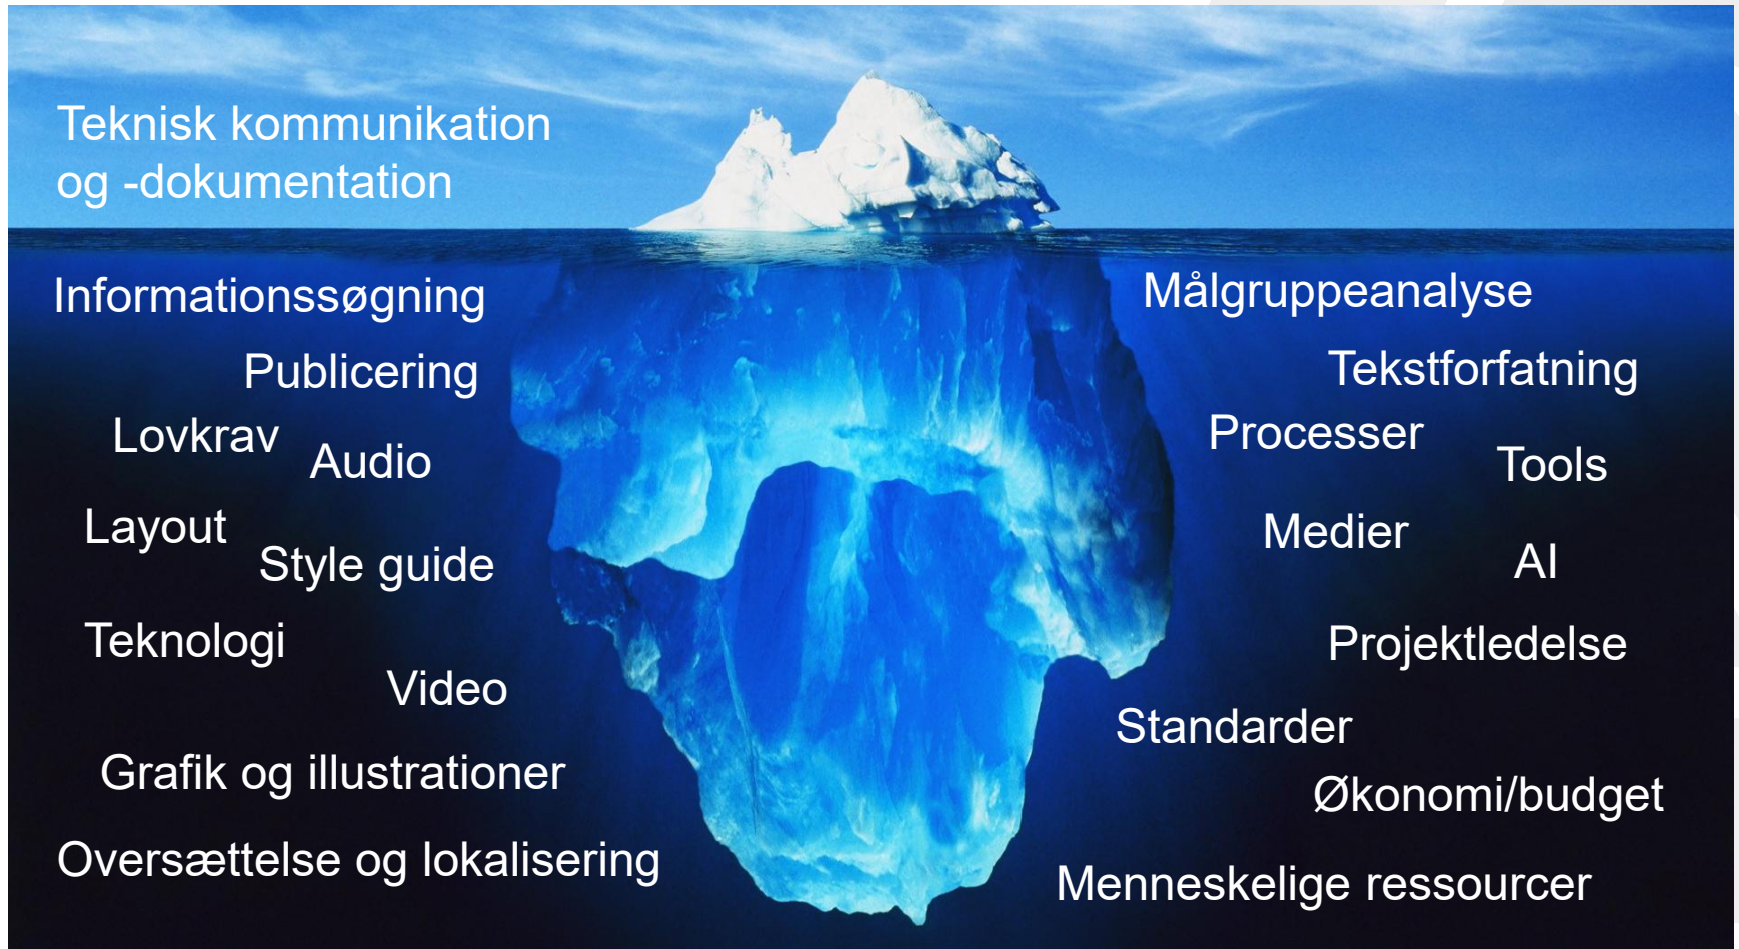 Teknisk kommunikation
og -dokumentation
Informationssøgning
Publicering
Lovkrav
Audio
Layout
Style guide
Teknologi
Video
Grafik og illustrationer
Oversættelse og lokalisering
Målgruppeanalyse
Tekstforfatning
Processer
Tools
Medier
AI
Projektledelse
Standarder
Økonomi/budget
Menneskelige ressourcer